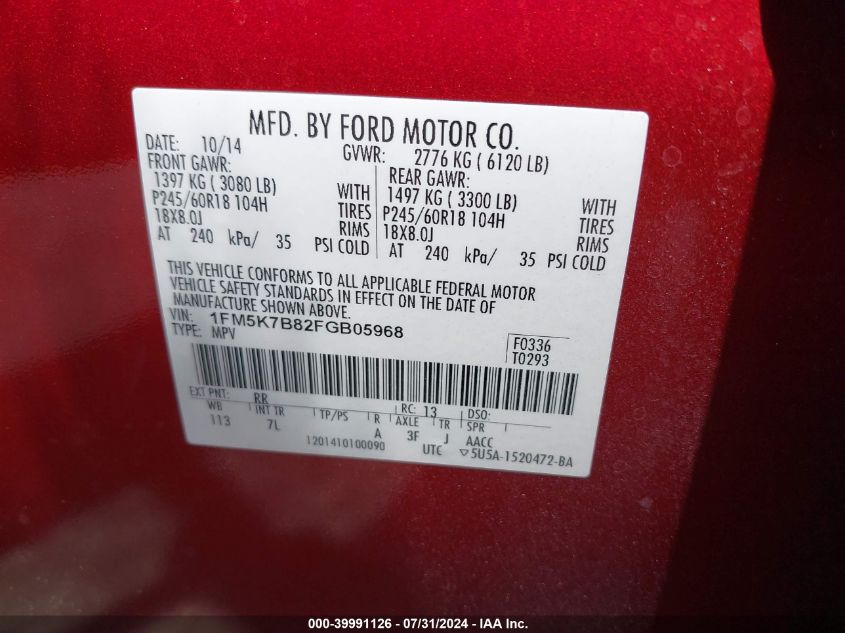 MFD. BY FORD MOTOR CO.
DATE: 10/14 GVWR: 2776 KG ( 6120 LB)
FRONT GAWR: REAR GAWR:
1397 KG ( 3080 LB) WITH 1497 KG ( 3300 LB) WITH
P245/60R18 104H TIRES P245/60R18 104H TIRES
18X8.0J RIMS 18X8.0J RIMS
AT 240 kPa/ 35 PSI COLD AT 240 kPa/ 35 PSI COLD
THIS VEHICLE CONFORMS TO ALL APPLICABLE FEDERAL MOTOR
VEHICLE SAFETY STANDARDS IN EFFECT ON THE DATE OF
MANUFACTURE SHOWN ABOVE.
VIN: 1FM5K7B82FGB05968
TYPE: MPV
F0336
T0293
EXT PNT: RR RC: 13 DSO:
WB INT TR TP/PS R AXLE TR SPR
113 7L A 3F J AACC
1201410100090 UTC ▽5U5A-1520472-BA
000-39991126 - 07/31/2024 - IAA Inc.